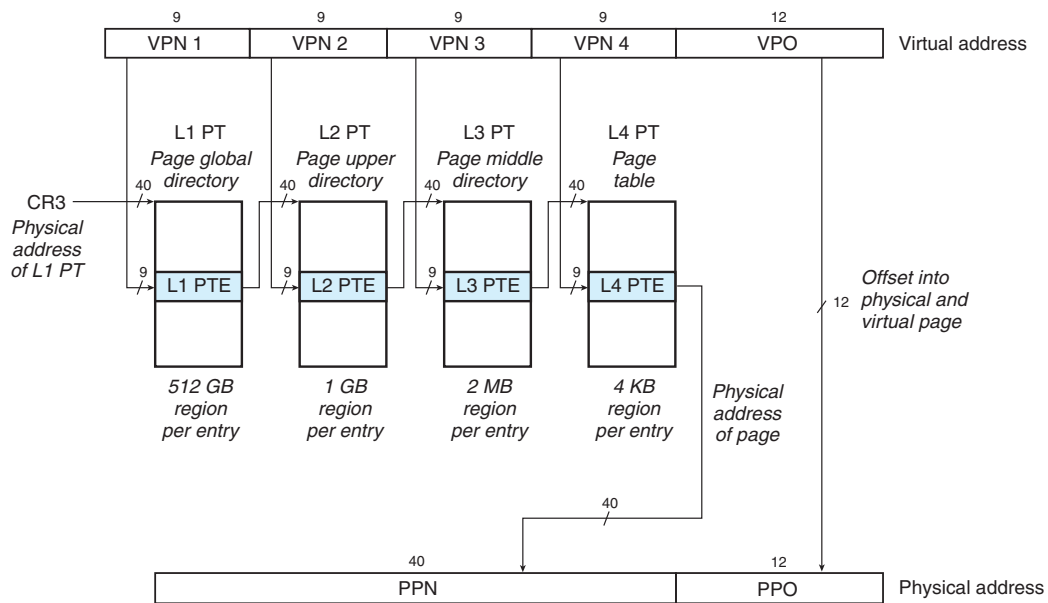 9 9 9 9 12
VPN 1 VPN 2 VPN 3 VPN 4 VPO Virtual address
L1 PT
Page global
directory
L2 PT
Page upper
directory
L3 PT
Page middle
directory
L4 PT
Page
table
40 40 40 40
CR3
Physical
address
of L1 PT
9 9 9 9
L1 PTE L2 PTE L3 PTE L4 PTE
12
Offset into
physical and
virtual page
512 GB
region
per entry
1 GB
region
per entry
2 MB
region
per entry
4 KB
region
per entry
Physical
address
of page
40
40 12
PPN PPO Physical address